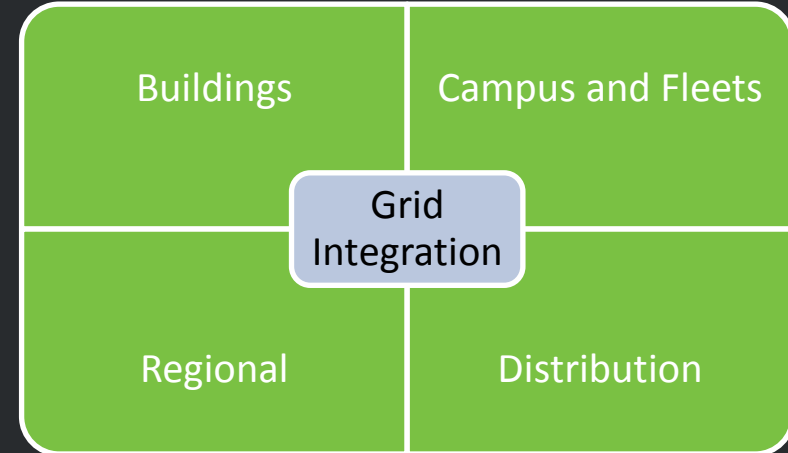 Buildings
Campus and Fleets
Grid
Integration
Regional
Distribution